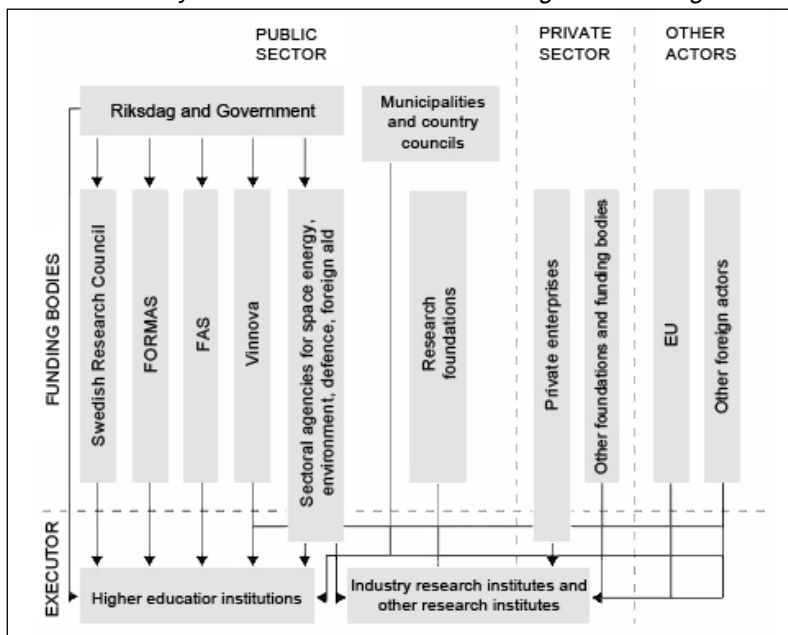 PUBLIC
SECTOR
PRIVATE
SECTOR
OTHER
ACTORS
Riksdag and Government
Municipalities
and country
councils
FUNDING BODIES
Swedish Research Council
FORMAS
FAS
Vinnova
Sectoral agencies for space energy,
environment, defence, foreign aid
Research
foundations
Private enterprises
Other foundations and funding bodies
EU
Other foreign actors
EXECUTOR
Higher educatior institutions
Industry research institutes and
other research institutes